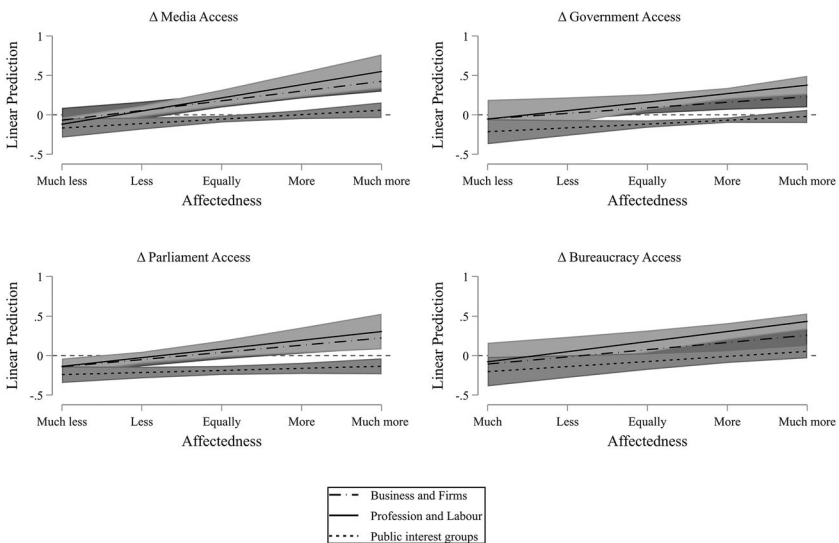 Δ Media Access
Linear Prediction
1
.5
0
-.5
Much less Less Equally More Much more
Affectedness
Δ Government Access
Linear Prediction
1
.5
0
-.5
Much less Less Equally More Much more
Affectedness
Δ Parliament Access
Linear Prediction
1
.5
0
-.5
Much less Less Equally More Much more
Affectedness
Δ Bureaucracy Access
Linear Prediction
1
.5
0
-.5
Much Less Equally More Much more
Affectedness
Business and Firms
Profession and Labour
Public interest groups